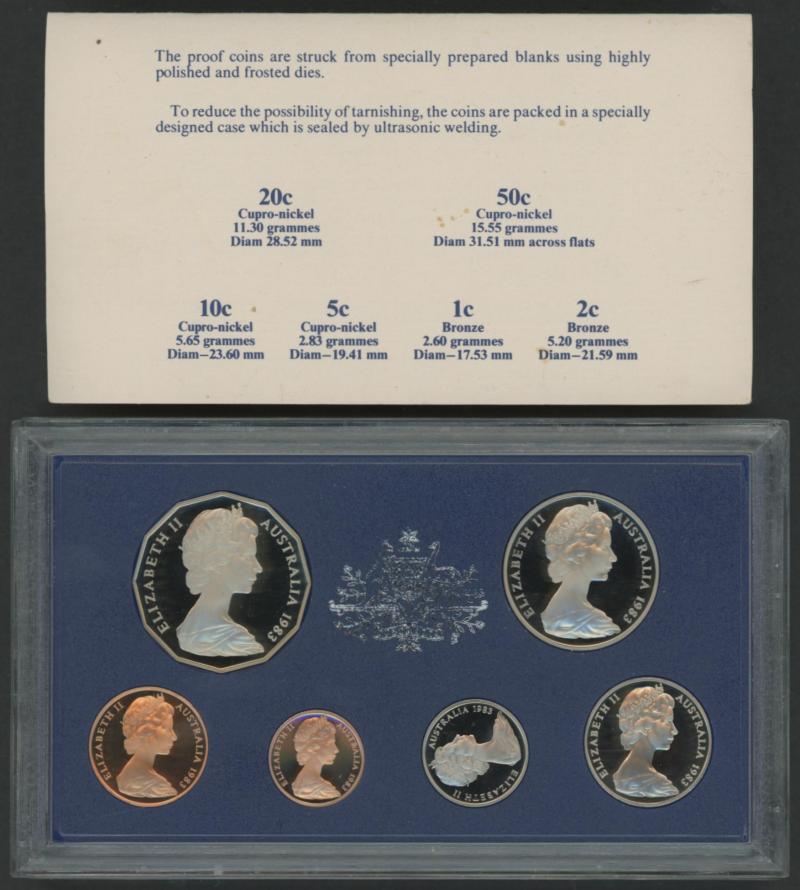 The proof coins are struck from specially prepared blanks using highly
polished and frosted dies.
To reduce the possibility of tarnishing, the coins are packed in a specially
designed case which is sealed by ultrasonic welding.
20c
Cupro-nickel
11.30 grammes
Diam 28.52 mm
50c
Cupro-nickel
15.55 grammes
Diam 31.51 mm across flats
10c
Cupro-nickel
5.65 grammes
Diam—23.60 mm
5c
Cupro-nickel
2.83 grammes
Diam—19.41 mm
1c
Bronze
2.60 grammes
Diam—17.53 mm
2c
Bronze
5.20 grammes
Diam—21.59 mm
ELIZABETH II AUSTRALIA 1983
ELIZABETH II AUSTRALIA 1983
ELIZABETH II AUSTRALIA 1983
ELIZABETH II AUSTRALIA 1983
ELIZABETH II AUSTRALIA 1983
ELIZABETH II AUSTRALIA 1983